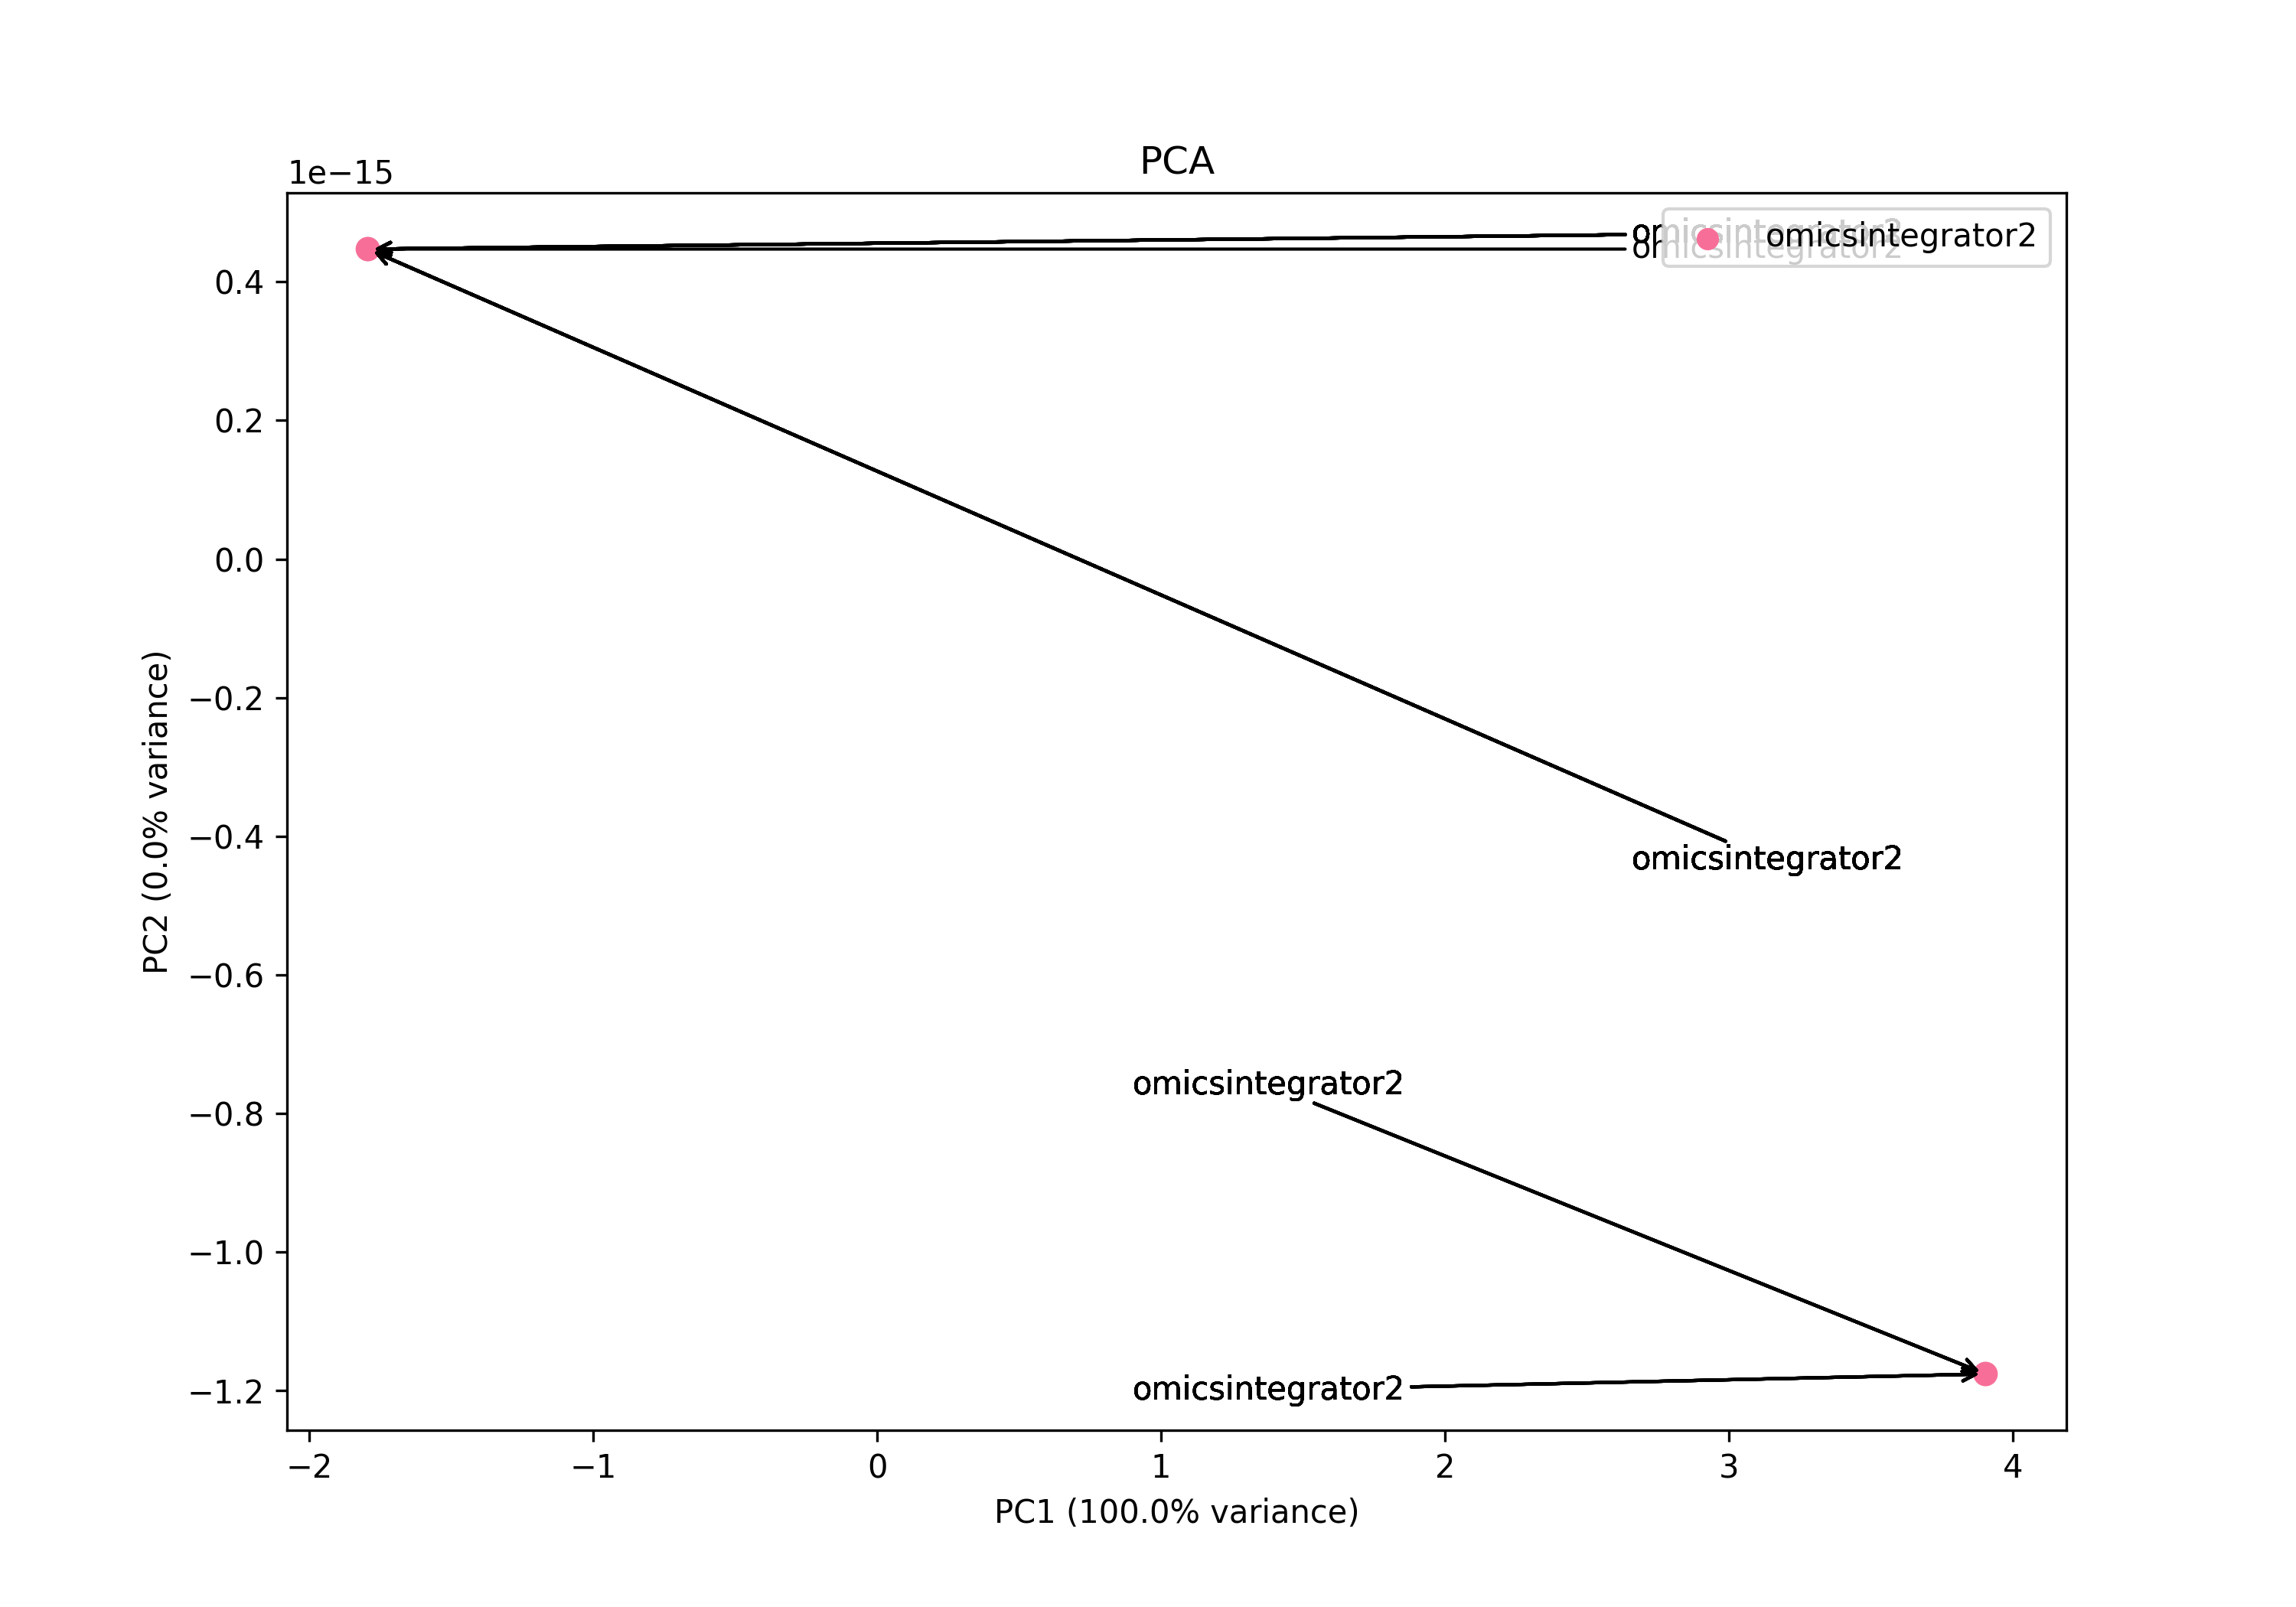 PCA
1e−15
omicsintegrator2
omicsintegrator2
omicsintegrator2
0.4
0.2
0.0
−0.2
−0.4
−0.6
−0.8
−1.0
−1.2
PC2 (0.0% variance)
omicsintegrator2
omicsintegrator2
omicsintegrator2
−2
−1
0
1
2
3
4
PC1 (100.0% variance)